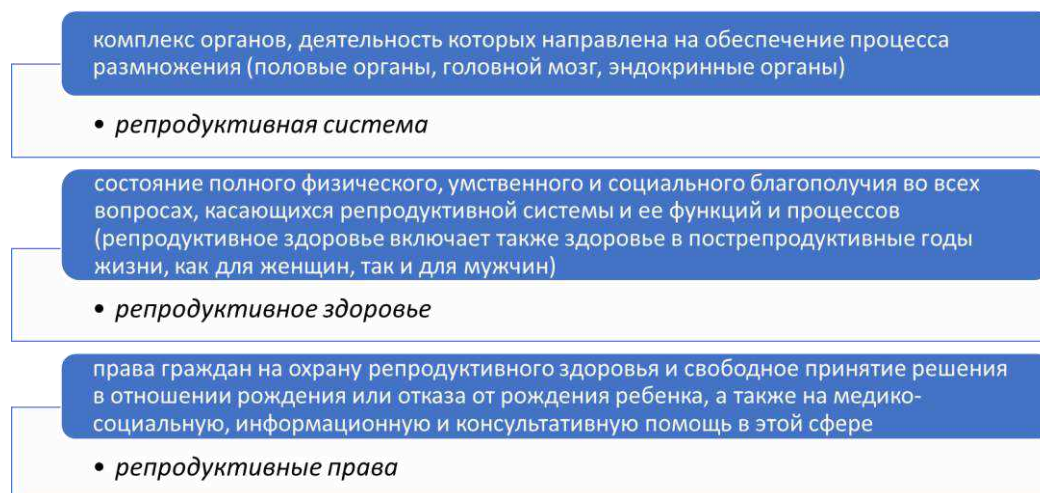 комплекс органов, деятельность которых направлена на обеспечение процесса
размножения (половые органы, головной мозг, эндокринные органы)
• репродуктивная система
состояние полного физического, умственного и социального благополучия во всех
вопросах, касающихся репродуктивной системы и ее функций и процессов
(репродуктивное здоровье включает также здоровье в пострепродуктивные годы
жизни, как для женщин, так и для мужчин)
• репродуктивное здоровье
права граждан на охрану репродуктивного здоровья и свободное принятие решения
в отношении рождения или отказа от рождения ребенка, а также на медико-
социальную, информационную и консультативную помощь в этой сфере
• репродуктивные права